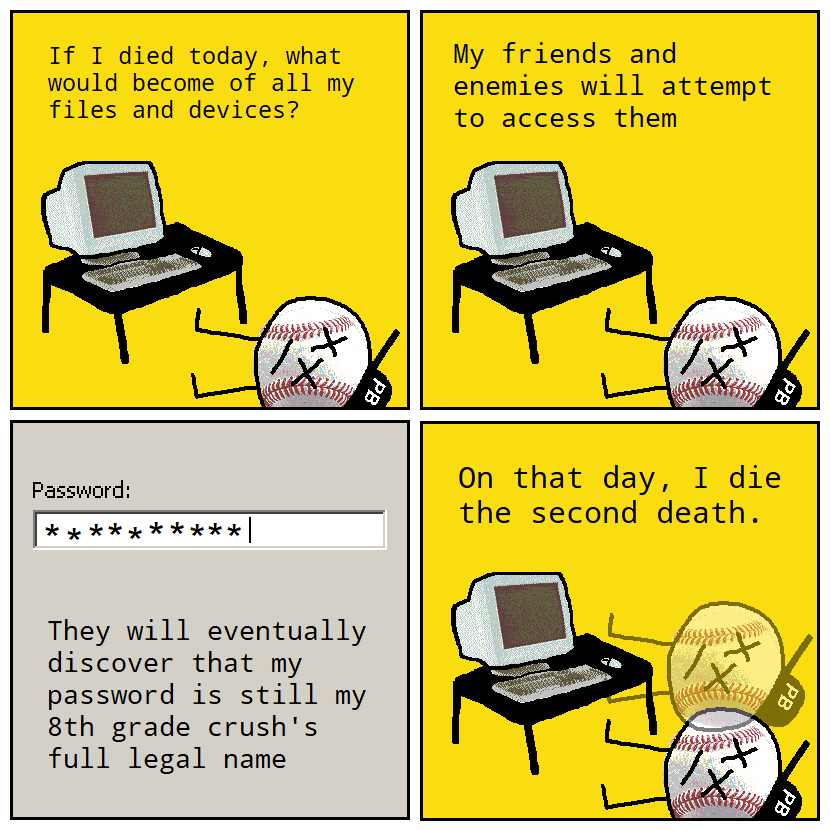 If I died today, what
would become of all my
files and devices?
PB
My friends and
enemies will attempt
to access them
PB
Password:
**********
They will eventually
discover that my
password is still my
8th grade crush's
full legal name
On that day, I die
the second death.
PB
PB